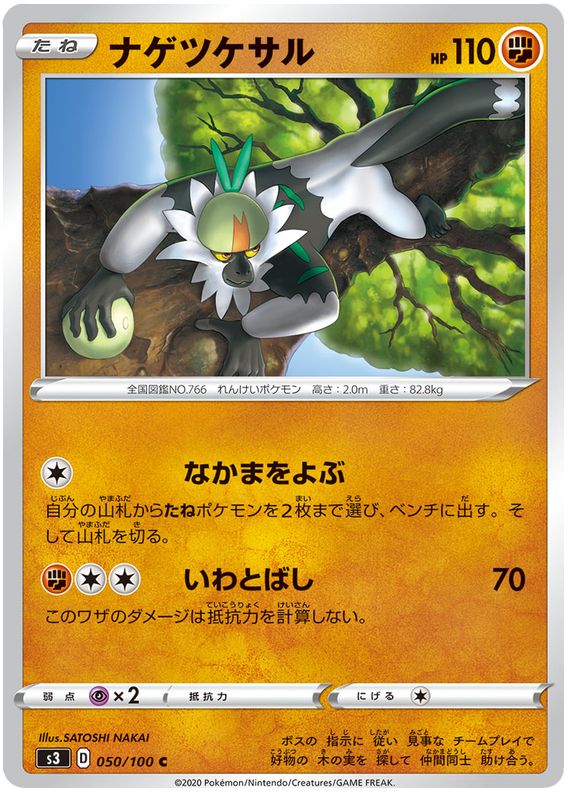 たね ナゲツケサル HP 110
全国図鑑NO.766 れんけいポケモン 高さ：2.0m 重さ：82.8kg
なかまをよぶ
自分の山札からたねポケモンを2枚まで選び、ベンチに出す。そ
して山札を切る。
いわとばし 70
このワザのダメージは抵抗力を計算しない。
弱点 ×2 抵抗力 にげる
Illus.SATOSHI NAKAI
s3 D 050/100 C
ボスの 指示に 従い 見事な チームプレイで
好物の 木の実を 探して 仲間同士 助け合う。
©2020 Pokémon/Nintendo/Creatures/GAME FREAK.